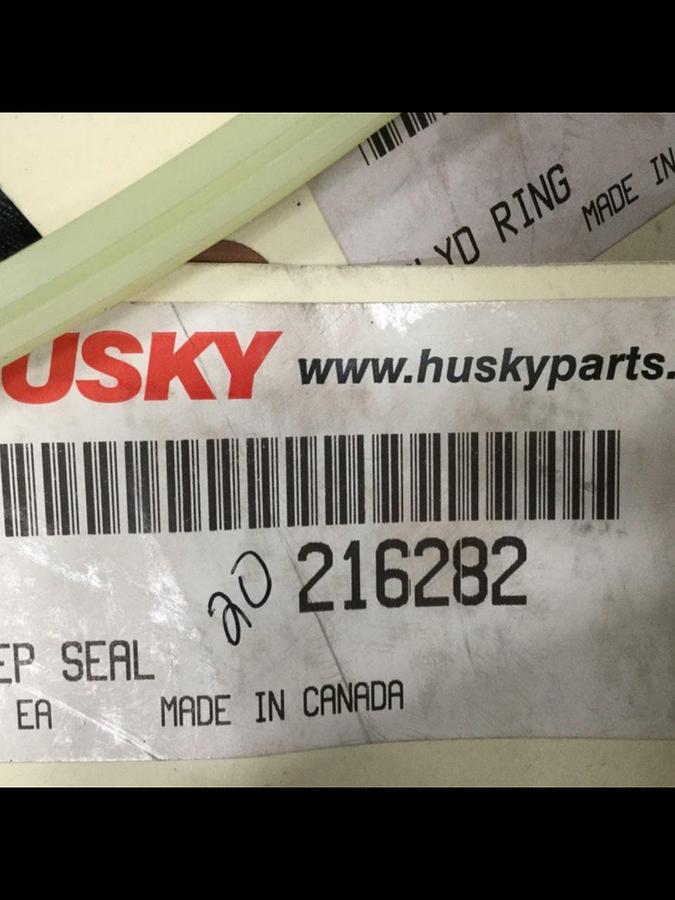 YD RING
MADE IN
USKY www.huskyparts.
20 216282
EP SEAL
EA MADE IN CANADA